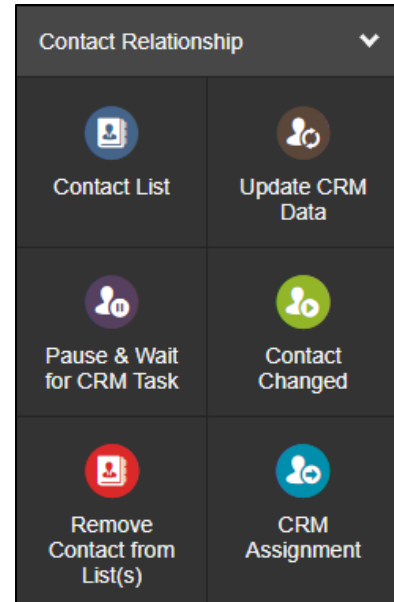 Contact Relationship
Contact List
Update CRM
Data
Pause & Wait
for CRM Task
Contact
Changed
Remove
Contact from
List(s)
CRM
Assignment